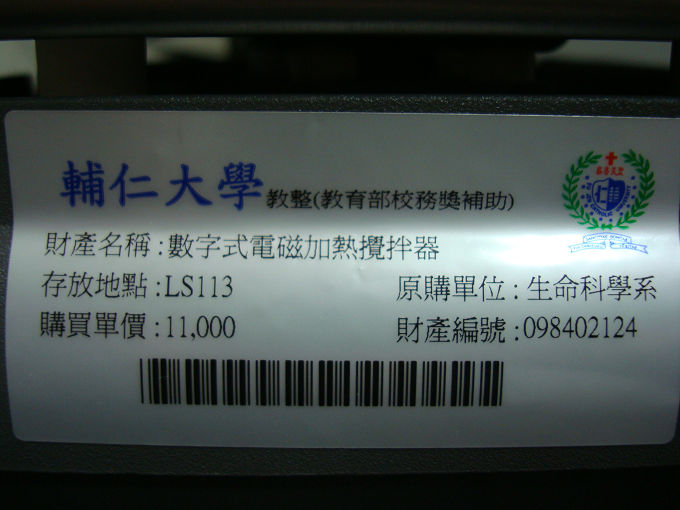 輔仁大學 教整(教育部校務獎補助)
財產名稱:數字式電磁加熱攪拌器
存放地點:LS113 原購單位:生命科學系
購買單價:11,000 財產編號:098402124